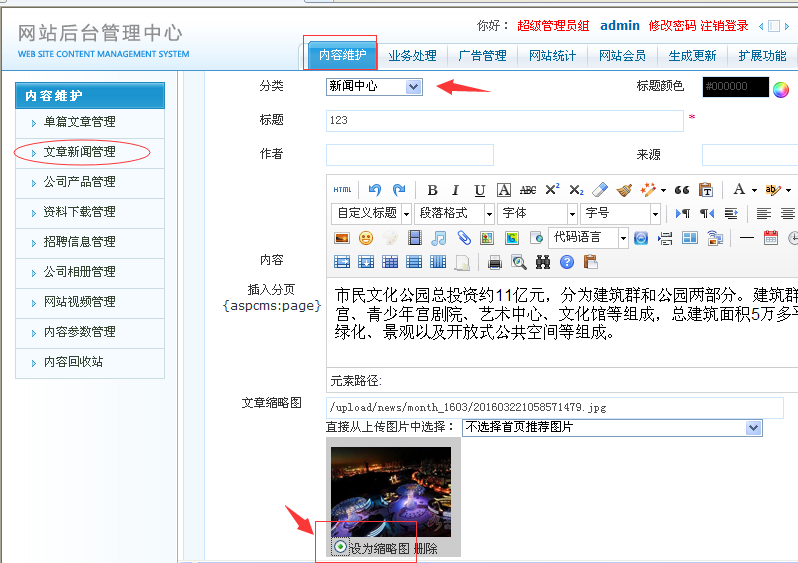 网站后台管理中心
WEB SITE CONTENT MANAGEMENT SYSTEM
你好： 超级管理员组 admin 修改密码 注销登录
内容维护 业务处理 广告管理 网站统计 网站会员 生成更新 扩展功能
内容维护
单篇文章管理
文章新闻管理
公司产品管理
资料下载管理
招聘信息管理
公司相册管理
网站视频管理
内容参数管理
内容回收站
分类 新闻中心 标题颜色 #000000
标题 123 *
作者 来源
HTML B I U A ABC X² X₂ A ab
自定义标题 段落格式 字体 字号
代码语言
内容
插入分页
{aspcms:page}
市民文化公园总投资约11亿元，分为建筑群和公园两部分。建筑群
宫、青少年宫剧院、艺术中心、文化馆等组成，总建筑面积5万多平
绿化、景观以及开放式公共空间等组成。
元素路径:
文章缩略图 /upload/news/month_1603/201603221058571479.jpg
直接从上传图片中选择： 不选择首页推荐图片
设为缩略图 删除